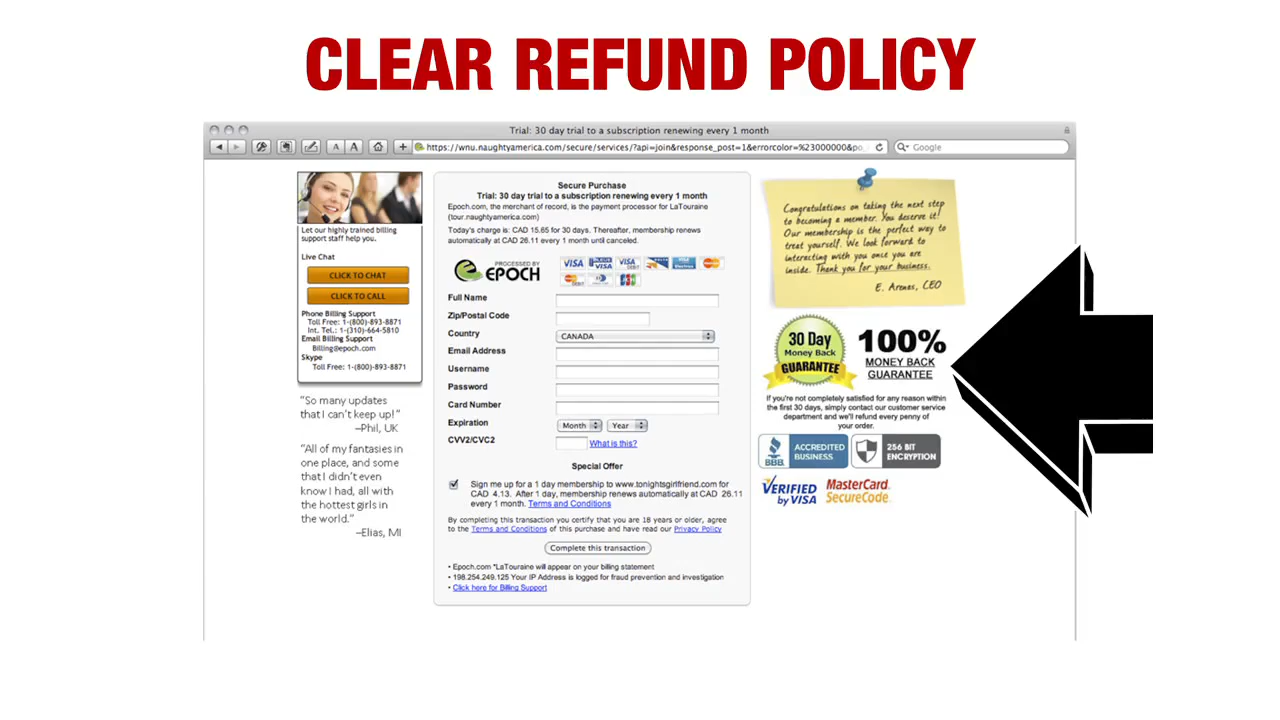 CLEAR REFUND POLICY
Trial: 30 day trial to a subscription renewing every 1 month
https://wnu.naughtyamerica.com/secure/services/?api=join&response_post=1&errorcolor=%23000000&po
Google
Let our highly trained billing
support staff help you.
Live Chat
CLICK TO CHAT
CLICK TO CALL
Phone Billing Support
Toll Free: 1-(800)-893-8871
Int. Tel.: 1-(310)-664-5810
Email Billing Support
Billing@epoch.com
Skype
Toll Free: 1-(800)-893-8871
“So many updates
that I can’t keep up!”
—Phil, UK
“All of my fantasies in
one place, and some
that I didn’t even
know I had, all with
the hottest girls in
the world.”
—Elias, MI
Secure Purchase
Trial: 30 day trial to a subscription renewing every 1 month
Epoch.com, the merchant of record, is the payment processor for LaTouraine
(tour.naughtyamerica.com)
Today's charge is: CAD 15.65 for 30 days. Thereafter, membership renews
automatically at CAD 26.11 every 1 month until canceled.
PROCESSED BY
EPOCH
VISA VISA VISA DELTA VISA Electron MasterCard
DEBIT JCB
Full Name
Zip/Postal Code
Country CANADA
Email Address
Username
Password
Card Number
Expiration Month Year
CVV2/CVC2 What is this?
Special Offer
Sign me up for a 1 day membership to www.tonightsgirlfriend.com for
CAD 4.13. After 1 day, membership renews automatically at CAD 26.11
every 1 month. Terms and Conditions
By completing this transaction you certify that you are 18 years or older, agree
to the Terms and Conditions of this purchase and have read our Privacy Policy
Complete this transaction
• Epoch.com *LaTouraine will appear on your billing statement
• 198.254.249.125 Your IP Address is logged for fraud prevention and investigation
• Click here for Billing Support
Congratulations on taking the next step
to becoming a member. You deserve it!
Our membership is the perfect way to
treat yourself. We look forward to
interacting with you once you are
inside. Thank you for your business.
E. Arenas, CEO
30 Day
Money Back
GUARANTEE
100%
MONEY BACK
GUARANTEE
If you're not completely satisfied for any reason within
the first 30 days, simply contact our customer service
department and we'll refund every penny of
your order.
BBB
ACCREDITED
BUSINESS
256 BIT
ENCRYPTION
VERIFIED
by VISA
MasterCard
SecureCode